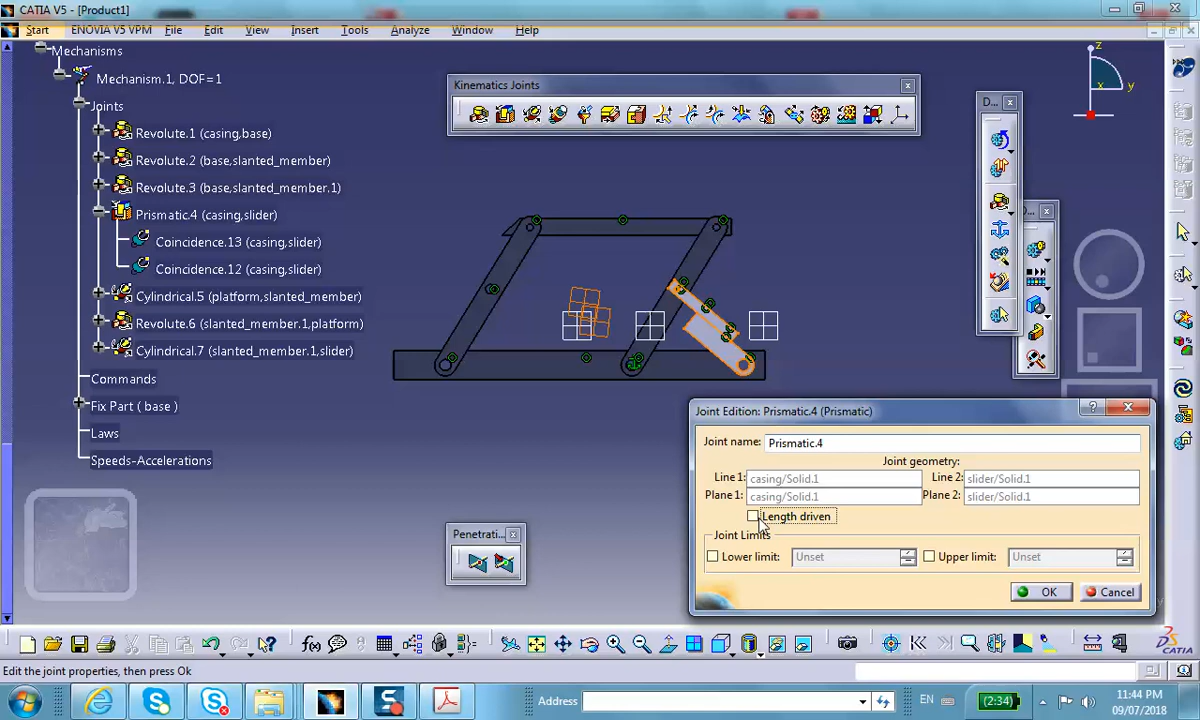 CATIA V5 - [Product1]
Start ENOVIA V5 VPM File Edit View Insert Tools Analyze Window Help
Mechanisms
Mechanism.1, DOF=1
Joints
Revolute.1 (casing,base)
Revolute.2 (base,slanted_member)
Revolute.3 (base,slanted_member.1)
Prismatic.4 (casing,slider)
Coincidence.13 (casing,slider)
Coincidence.12 (casing,slider)
Cylindrical.5 (platform,slanted_member)
Revolute.6 (slanted_member.1,platform)
Cylindrical.7 (slanted_member.1,slider)
Commands
Fix Part ( base )
Laws
Speeds-Accelerations
Kinematics Joints
D...
D...
z
y
x
Penetrati...
Joint Edition: Prismatic.4 (Prismatic)
Joint name: Prismatic.4
Joint geometry:
Line 1: casing/Solid.1 Line 2: slider/Solid.1
Plane 1: casing/Solid.1 Plane 2: slider/Solid.1
Length driven
Joint Limits
Lower limit: Unset Upper limit: Unset
OK Cancel
f(x)
CATIA
Edit the joint properties, then press Ok
Address EN (2:34) 11:44 PM
09/07/2018